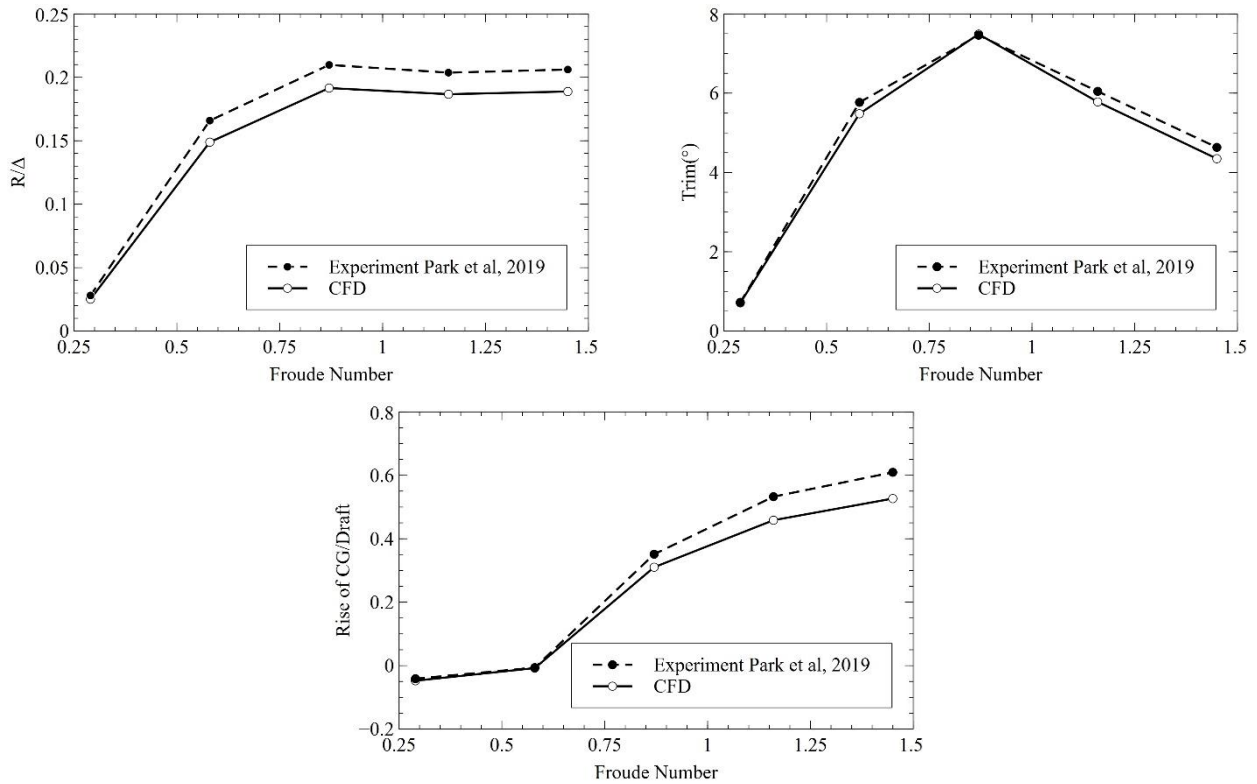 0.25
0.2
0.15
0.1
0.05
0
R/Δ
0.25 0.5 0.75 1 1.25 1.5
Froude Number
Experiment Park et al, 2019
CFD
8
6
4
2
0
Trim(°)
0.25 0.5 0.75 1 1.25 1.5
Froude Number
Experiment Park et al, 2019
CFD
0.8
0.6
0.4
0.2
0
−0.2
Rise of CG/Draft
0.25 0.5 0.75 1 1.25 1.5
Froude Number
Experiment Park et al, 2019
CFD